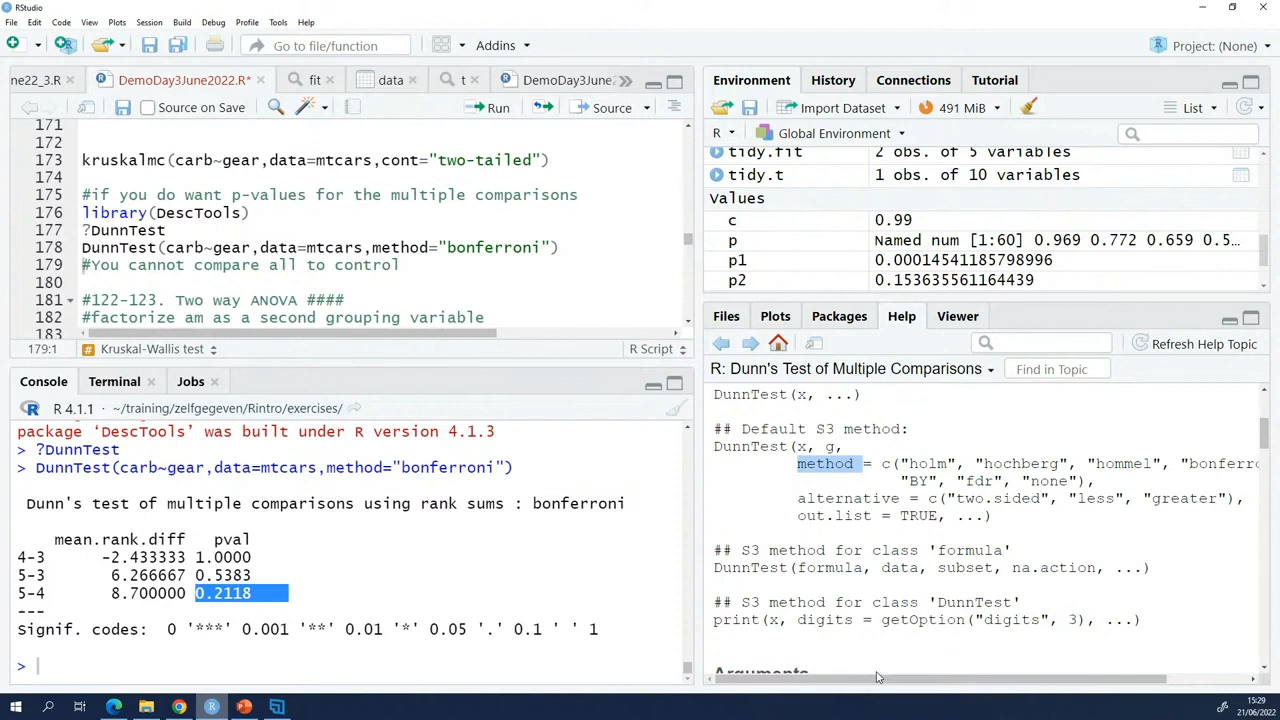 RStudio
File Edit Code View Plots Session Build Debug Profile Tools Help
Go to file/function
Addins
Project: (None)
ne22_3.R
DemoDay3June2022.R*
fit
data
t
DemoDay3June
Source on Save
Run
Source
171
172
kruskalmc(carb~gear,data=mtcars,cont="two-tailed")
174
175 #if you do want p-values for the multiple comparisons
176 library(DescTools)
177 ?DunnTest
178 DunnTest(carb~gear,data=mtcars,method="bonferroni")
179 #You cannot compare all to control
180
181 #122-123. Two way ANOVA ####
182 #factorize am as a second grouping variable
183
179:1 Kruskal-Wallis test R Script
Console Terminal Jobs
R 4.1.1 · ~/training/zelfgegeven/Rintro/exercises/
package ‘DescTools’ was built under R version 4.1.3
> ?DunnTest
> DunnTest(carb~gear,data=mtcars,method="bonferroni")
Dunn's test of multiple comparisons using rank sums : bonferroni
mean.rank.diff pval
4-3 -2.433333 1.0000
5-3 6.266667 0.5383
5-4 8.700000 0.2118
---
Signif. codes: 0 '***' 0.001 '**' 0.01 '*' 0.05 '.' 0.1 ' ' 1
>
Environment History Connections Tutorial
Import Dataset 491 MiB List
R Global Environment
tidy.fit 2 obs. of 5 variables
tidy.t 1 obs. of 10 variables
Values
c 0.99
p Named num [1:60] 0.969 0.772 0.659 0.5…
p1 0.00014541185798996
p2 0.153635561164439
Files Plots Packages Help Viewer
Refresh Help Topic
R: Dunn's Test of Multiple Comparisons Find in Topic
DunnTest(x, ...)
## Default S3 method:
DunnTest(x, g,
method = c("holm", "hochberg", "hommel", "bonferro
"BY", "fdr", "none"),
alternative = c("two.sided", "less", "greater"),
out.list = TRUE, ...)
## S3 method for class 'formula'
DunnTest(formula, data, subset, na.action, ...)
## S3 method for class 'DunnTest'
print(x, digits = getOption("digits", 3), ...)
Arguments
15:29
21/06/2022